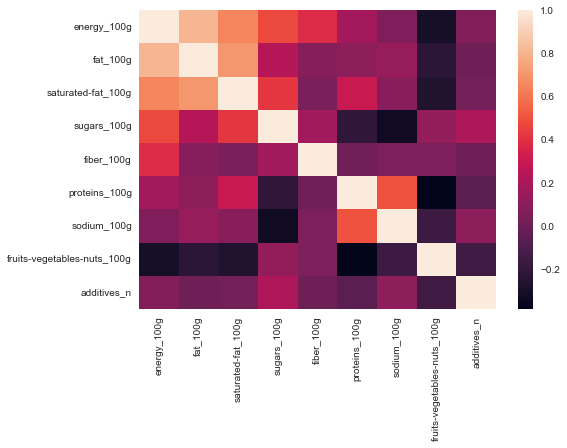 energy_100g
fat_100g
saturated-fat_100g
sugars_100g
fiber_100g
proteins_100g
sodium_100g
fruits-vegetables-nuts_100g
additives_n
energy_100g
fat_100g
saturated-fat_100g
sugars_100g
fiber_100g
proteins_100g
sodium_100g
fruits-vegetables-nuts_100g
additives_n
1.0
0.8
0.6
0.4
0.2
0.0
−0.2